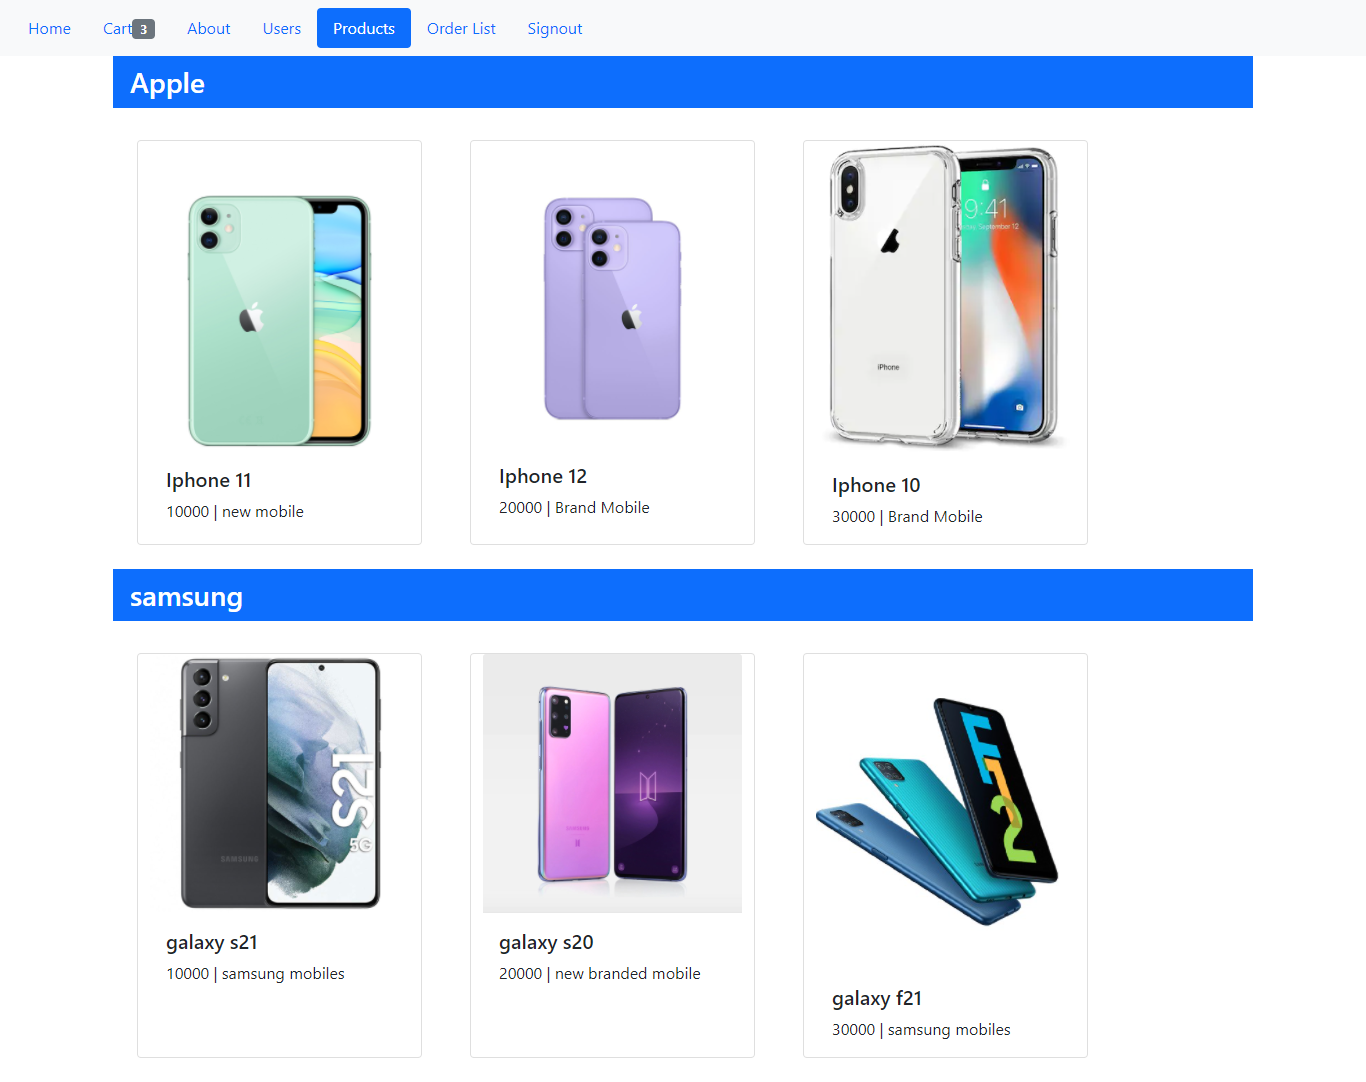 Home Cart 3 About Users Products Order List Signout
Apple
9:41
iPhone
Iphone 11
10000 | new mobile
Iphone 12
20000 | Brand Mobile
Iphone 10
30000 | Brand Mobile
samsung
S21
5G
SAMSUNG
F12
galaxy s21
10000 | samsung mobiles
galaxy s20
20000 | new branded mobile
galaxy f21
30000 | samsung mobiles